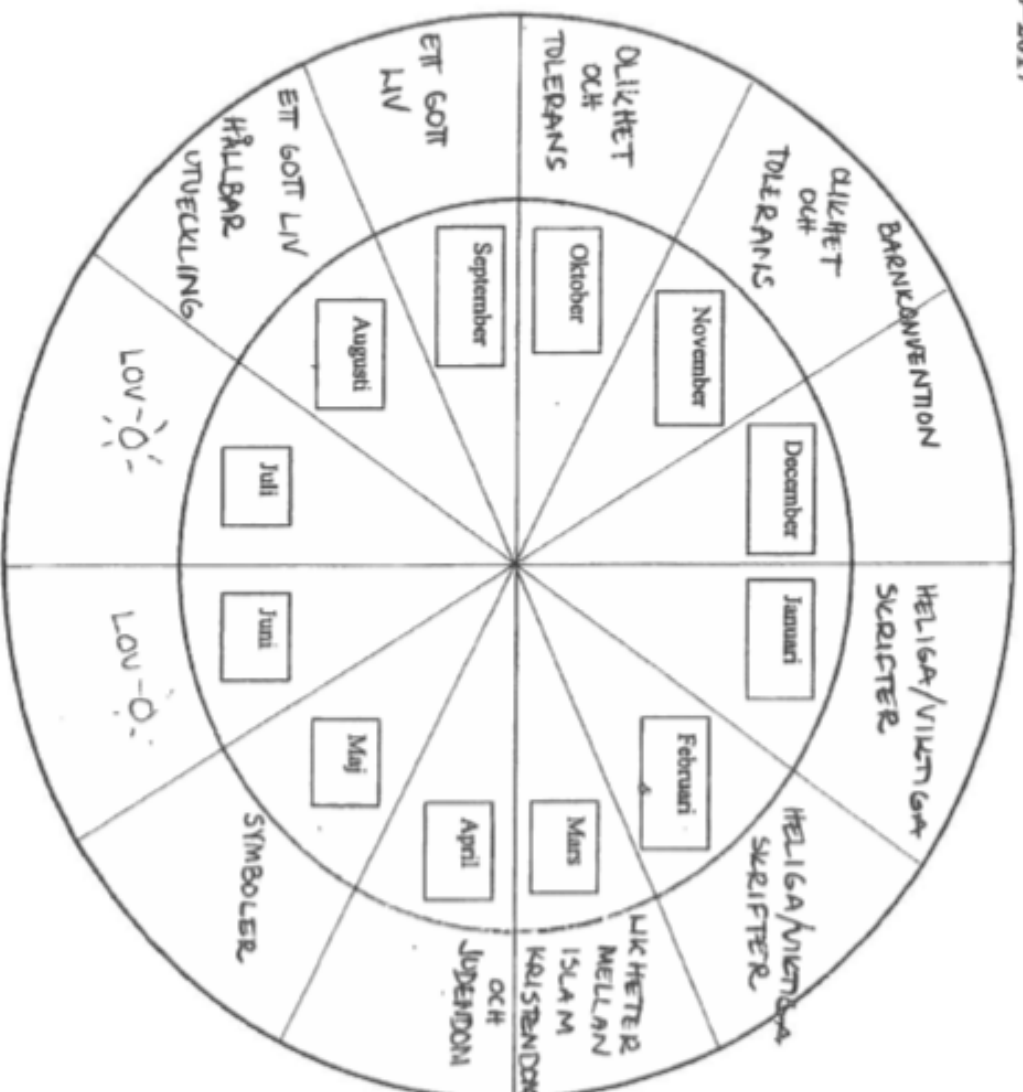 Januari
HELIGA/VIKTIGA
SKRIFTER
Februari
HELIGA/VIKTIGA
SKRIFTER
Mars
April
LIKHETER
MELLAN
ISLAM
KRISTENDOM
OCH
JUDENDOM
Maj
SYMBOLER
Juni
LOV
Juli
LOV
Augusti
ETT GOTT LIV
HÅLLBAR
UTVECKLING
September
ETT GOTT
LIV
Oktober
OLIKHET
OCH
TOLERANS
November
OLIKHET
OCH
TOLERANS
December
BARNKONVENTION